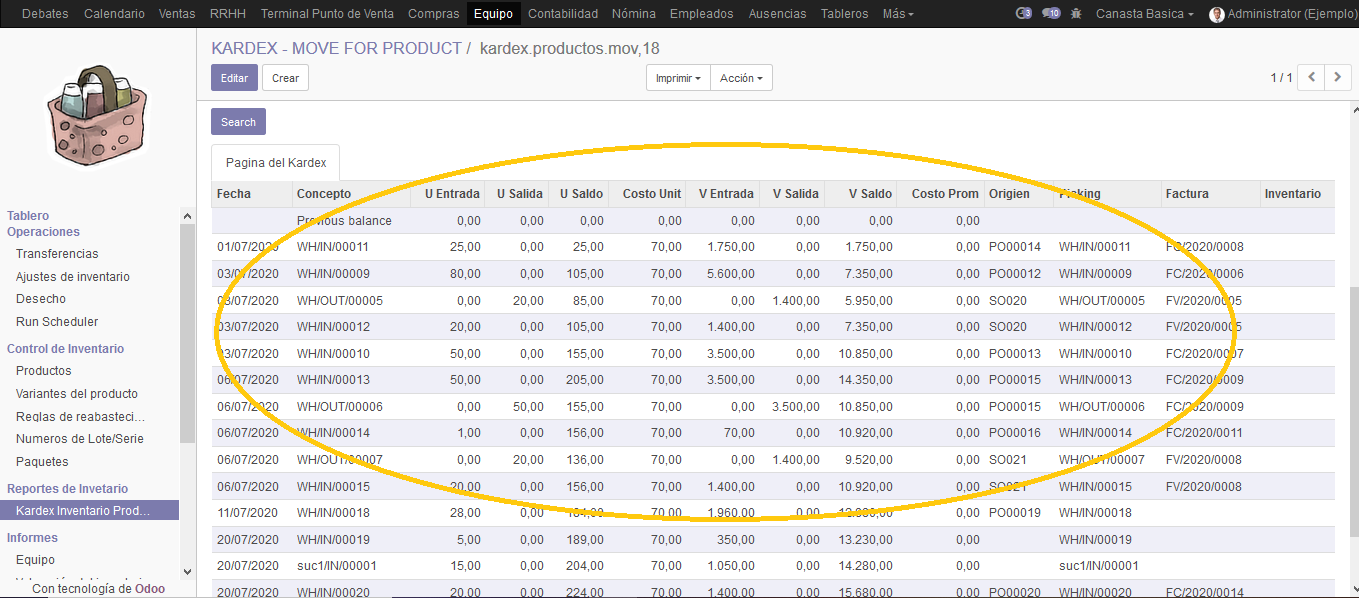 Debates Calendario Ventas RRHH Terminal Punto de Venta Compras Equipo Contabilidad Nómina Empleados Ausencias Tableros Más 3 10 Canasta Basica Administrator (Ejemplo)
KARDEX - MOVE FOR PRODUCT / kardex.productos.mov,18
Editar Crear Imprimir Acción 1 / 1
Search
Pagina del Kardex
Fecha Concepto U Entrada U Salida U Saldo Costo Unit V Entrada V Salida V Saldo Costo Prom Origien Picking Factura Inventario
Previous balance 0,00 0,00 0,00 0,00 0,00 0,00 0,00 0,00
01/07/2020 WH/IN/00011 25,00 0,00 25,00 70,00 1.750,00 0,00 1.750,00 0,00 PO00014 WH/IN/00011 FC/2020/0008
03/07/2020 WH/IN/00009 80,00 0,00 105,00 70,00 5.600,00 0,00 7.350,00 0,00 PO00012 WH/IN/00009 FC/2020/0006
03/07/2020 WH/OUT/00005 0,00 20,00 85,00 70,00 0,00 1.400,00 5.950,00 0,00 SO020 WH/OUT/00005 FV/2020/0005
03/07/2020 WH/IN/00012 20,00 0,00 105,00 70,00 1.400,00 0,00 7.350,00 0,00 SO020 WH/IN/00012 FV/2020/0005
03/07/2020 WH/IN/00010 50,00 0,00 155,00 70,00 3.500,00 0,00 10.850,00 0,00 PO00013 WH/IN/00010 FC/2020/0007
06/07/2020 WH/IN/00013 50,00 0,00 205,00 70,00 3.500,00 0,00 14.350,00 0,00 PO00015 WH/IN/00013 FC/2020/0009
06/07/2020 WH/OUT/00006 0,00 50,00 155,00 70,00 0,00 3.500,00 10.850,00 0,00 PO00015 WH/OUT/00006 FC/2020/0009
06/07/2020 WH/IN/00014 1,00 0,00 156,00 70,00 70,00 0,00 10.920,00 0,00 PO00016 WH/IN/00014 FC/2020/0011
06/07/2020 WH/OUT/00007 0,00 20,00 136,00 70,00 0,00 1.400,00 9.520,00 0,00 SO021 WH/OUT/00007 FV/2020/0008
06/07/2020 WH/IN/00015 20,00 0,00 156,00 70,00 1.400,00 0,00 10.920,00 0,00 SO021 WH/IN/00015 FV/2020/0008
11/07/2020 WH/IN/00018 28,00 0,00 184,00 70,00 1.960,00 0,00 12.880,00 0,00 PO00019 WH/IN/00018
20/07/2020 WH/IN/00019 5,00 0,00 189,00 70,00 350,00 0,00 13.230,00 0,00 WH/IN/00019
20/07/2020 suc1/IN/00001 15,00 0,00 204,00 70,00 1.050,00 0,00 14.280,00 0,00 suc1/IN/00001
20/07/2020 WH/IN/00020 20,00 0,00 224,00 70,00 1.400,00 0,00 15.680,00 0,00 PO00020 WH/IN/00020 FC/2020/0014
Tablero
Operaciones
Transferencias
Ajustes de inventario
Desecho
Run Scheduler
Control de Inventario
Productos
Variantes del producto
Reglas de reabasteci...
Numeros de Lote/Serie
Paquetes
Reportes de Invetario
Kardex Inventario Prod...
Informes
Equipo
Con tecnología de Odoo